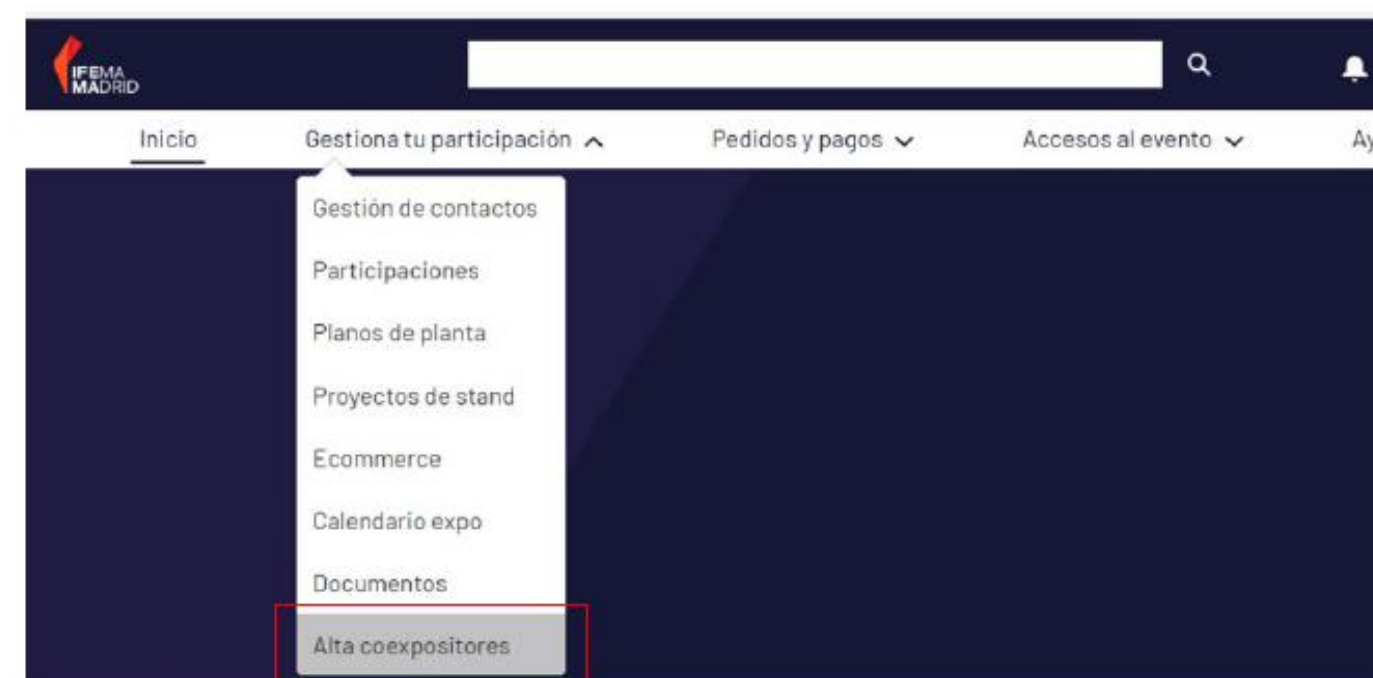 IFEMA
MADRID
Inicio Gestiona tu participación Pedidos y pagos Accesos al evento Ay
Gestión de contactos
Participaciones
Planos de planta
Proyectos de stand
Ecommerce
Calendario expo
Documentos
Alta coexpositores